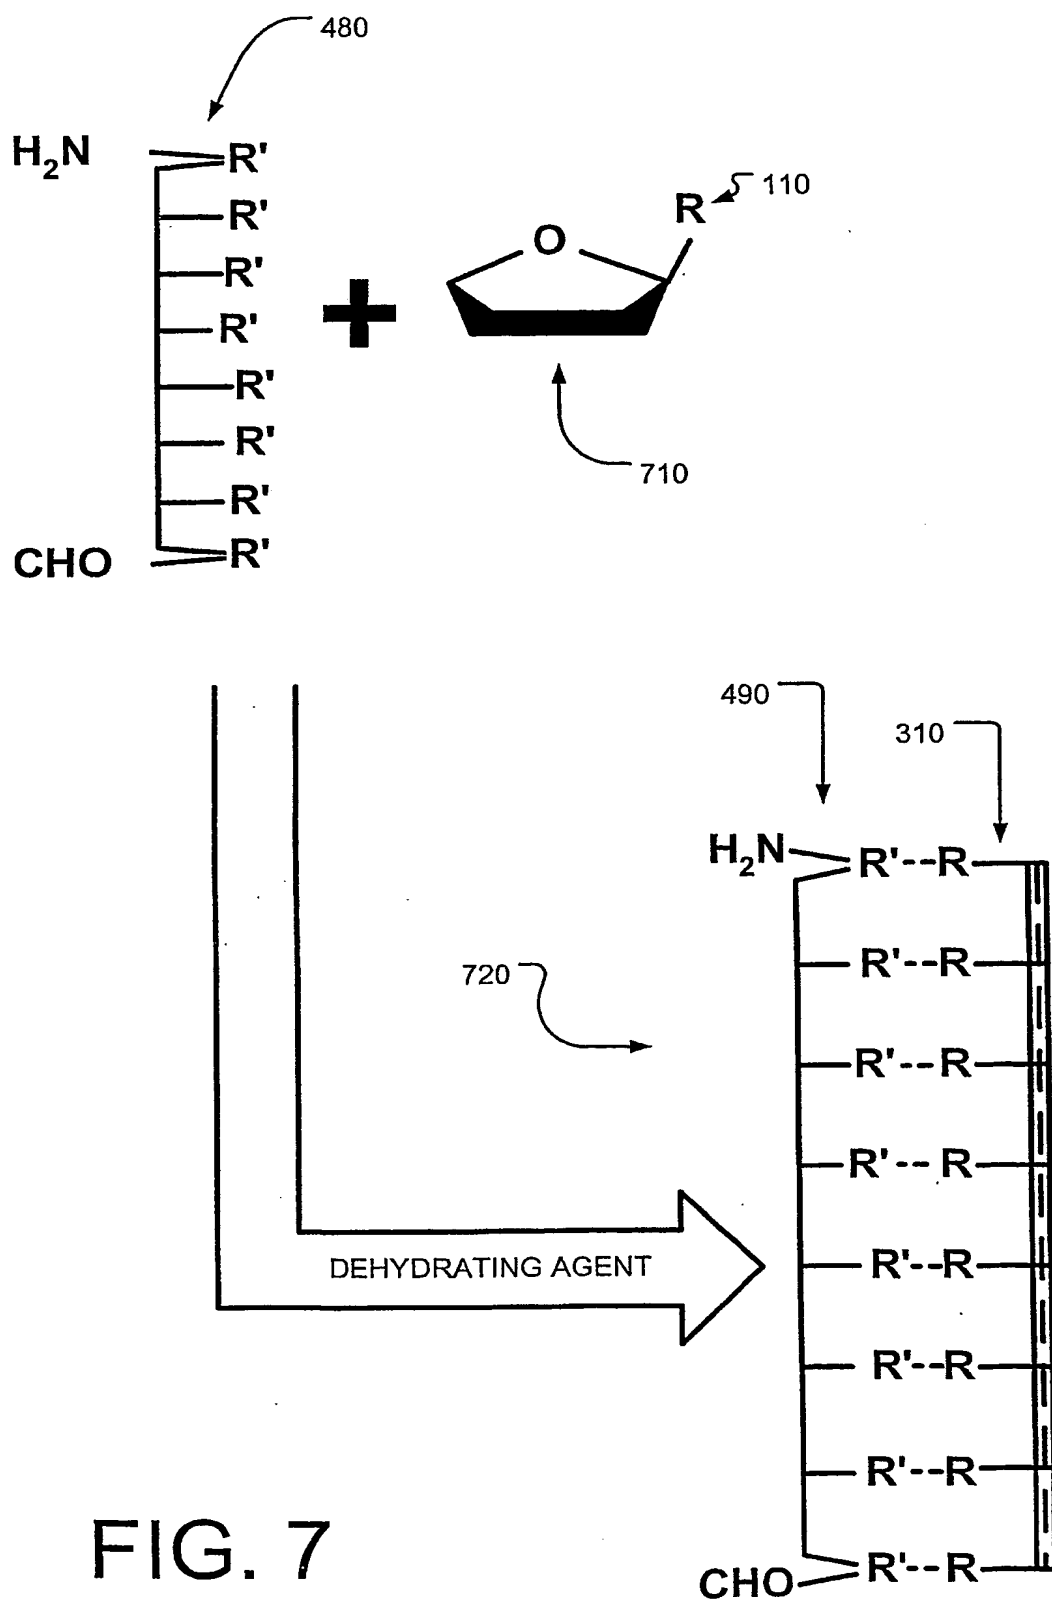 480
H₂N
R'
R'
R'
R'
R'
R'
R'
R'
CHO
+
O
R
110
710
490
310
H₂N
R'--R
R'--R
R'--R
720
R'--R
R'--R
DEHYDRATING AGENT
R'--R
R'--R
CHO
R'--R
FIG. 7